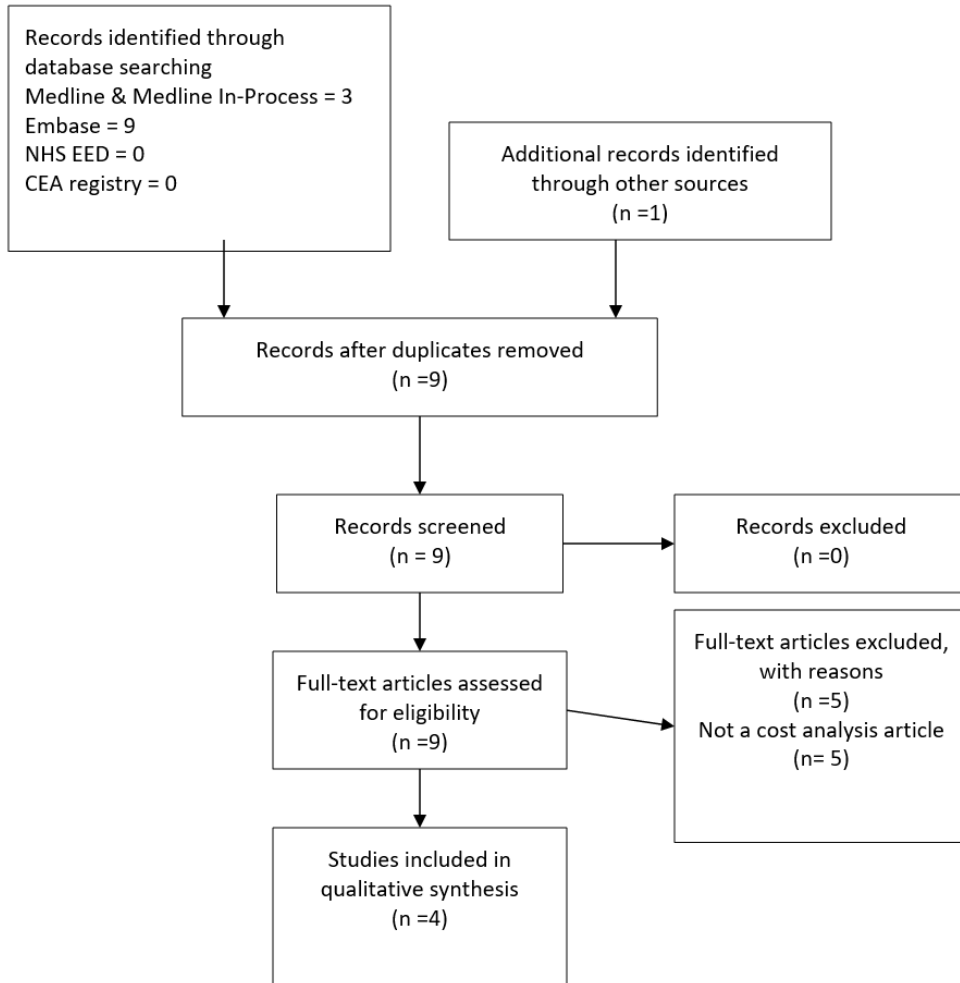 Records identified through
database searching
Medline & Medline In-Process = 3
Embase = 9
NHS EED = 0
CEA registry = 0
Additional records identified
through other sources
(n =1)
Records after duplicates removed
(n =9)
Records screened
(n = 9)
Records excluded
(n =0)
Full-text articles assessed
for eligibility
(n =9)
Full-text articles excluded,
with reasons
(n =5)
Not a cost analysis article
(n= 5)
Studies included in
qualitative synthesis
(n =4)